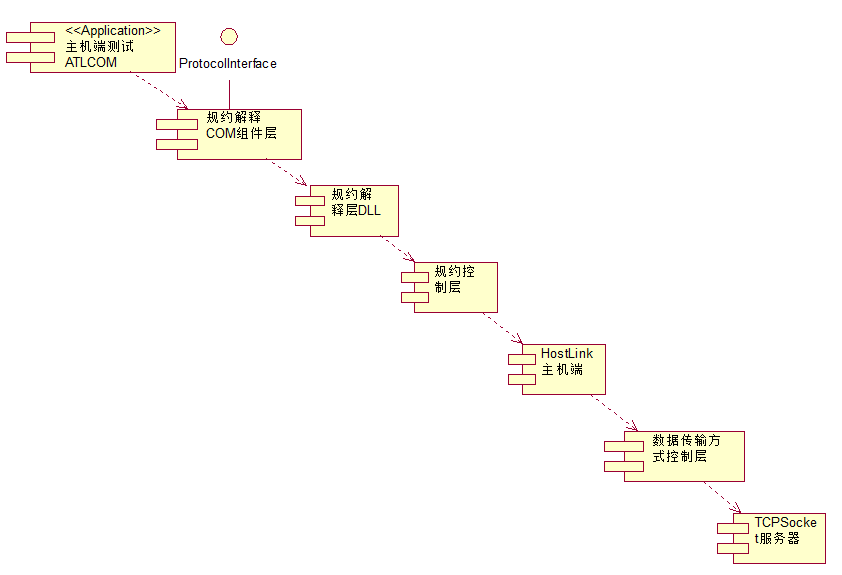 <<Application>>
主机端测试
ATLCOM
ProtocolInterface
规约解释
COM组件层
规约解
释层DLL
规约控
制层
HostLink
主机端
数据传输方
式控制层
TCPSocke
t服务器